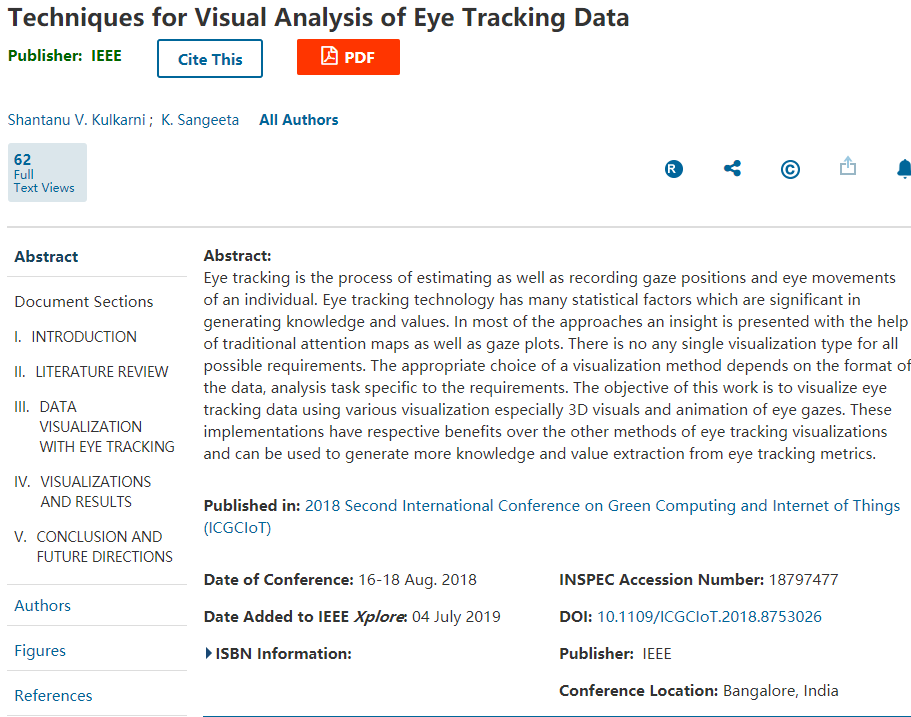 Techniques for Visual Analysis of Eye Tracking Data
Publisher: IEEE
Cite This
PDF
Shantanu V. Kulkarni ; K. Sangeeta All Authors
62
Full
Text Views
R
©
Abstract
Document Sections
I. INTRODUCTION
II. LITERATURE REVIEW
III. DATA
VISUALIZATION
WITH EYE TRACKING
IV. VISUALIZATIONS
AND RESULTS
V. CONCLUSION AND
FUTURE DIRECTIONS
Authors
Figures
References
Abstract:
Eye tracking is the process of estimating as well as recording gaze positions and eye movements
of an individual. Eye tracking technology has many statistical factors which are significant in
generating knowledge and values. In most of the approaches an insight is presented with the help
of traditional attention maps as well as gaze plots. There is no any single visualization type for all
possible requirements. The appropriate choice of a visualization method depends on the format of
the data, analysis task specific to the requirements. The objective of this work is to visualize eye
tracking data using various visualization especially 3D visuals and animation of eye gazes. These
implementations have respective benefits over the other methods of eye tracking visualizations
and can be used to generate more knowledge and value extraction from eye tracking metrics.
Published in: 2018 Second International Conference on Green Computing and Internet of Things
(ICGCIoT)
Date of Conference: 16-18 Aug. 2018
INSPEC Accession Number: 18797477
Date Added to IEEE Xplore: 04 July 2019
DOI: 10.1109/ICGCIoT.2018.8753026
ISBN Information:
Publisher: IEEE
Conference Location: Bangalore, India